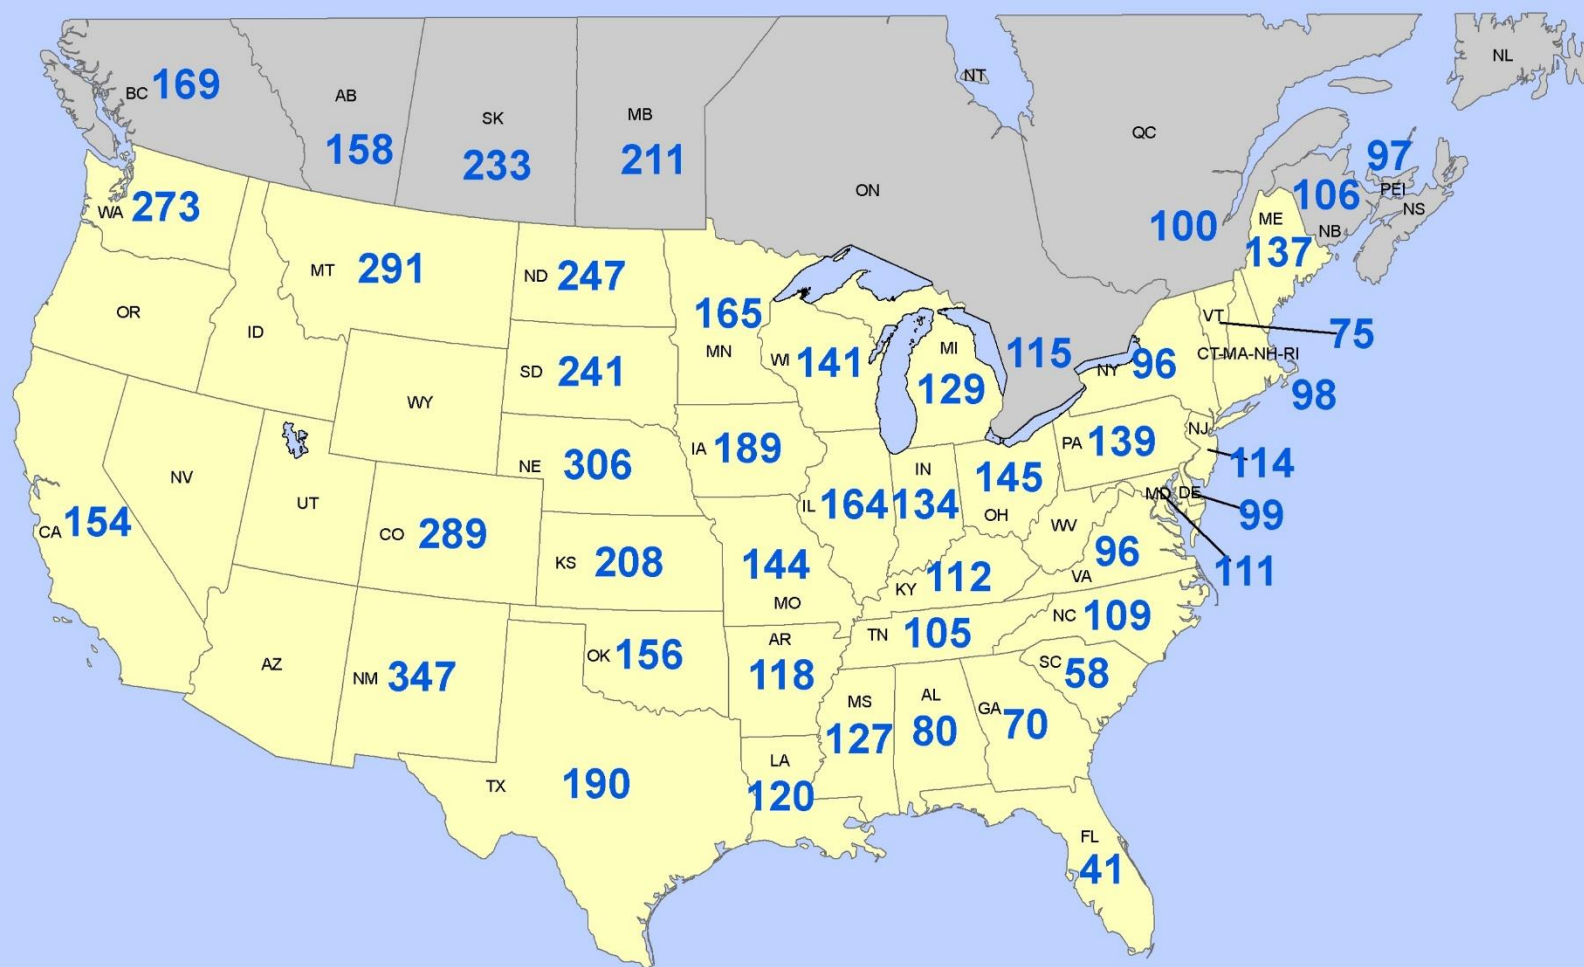 NL
NT
BC 169
AB
158
SK
233
MB
211
ON
QC
100
97
PEI
NS
106
NB
ME
137
WA 273
MT 291
ND 247
165
MN
OR
ID
WY
SD 241
WI 141
MI
129
115
NY 96
VT
75
CT-MA-NH-RI
98
NE 306
IA 189
PA 139
NJ
114
NV
UT
CO 289
CA 154
IL 164
IN
134
145
OH
MD
DE
99
111
WV
96
VA
KS 208
144
MO
KY 112
NC 109
TN 105
AZ
NM 347
OK 156
AR
118
SC
58
MS
127
AL
80
GA 70
TX 190
LA
120
FL
41